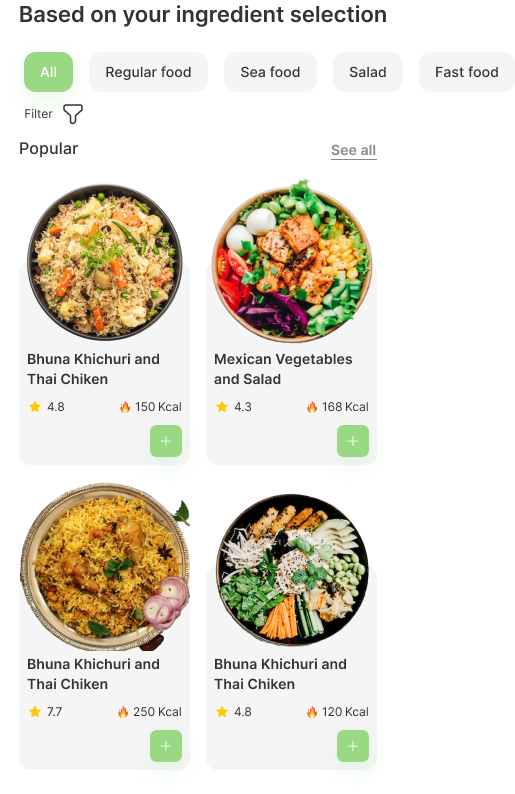 Based on your ingredient selection
All
Regular food
Sea food
Salad
Fast food
Filter
Popular
See all
Bhuna Khichuri and
Thai Chiken
4.8
150 Kcal
Mexican Vegetables
and Salad
4.3
168 Kcal
Bhuna Khichuri and
Thai Chiken
7.7
250 Kcal
Bhuna Khichuri and
Thai Chiken
4.8
120 Kcal